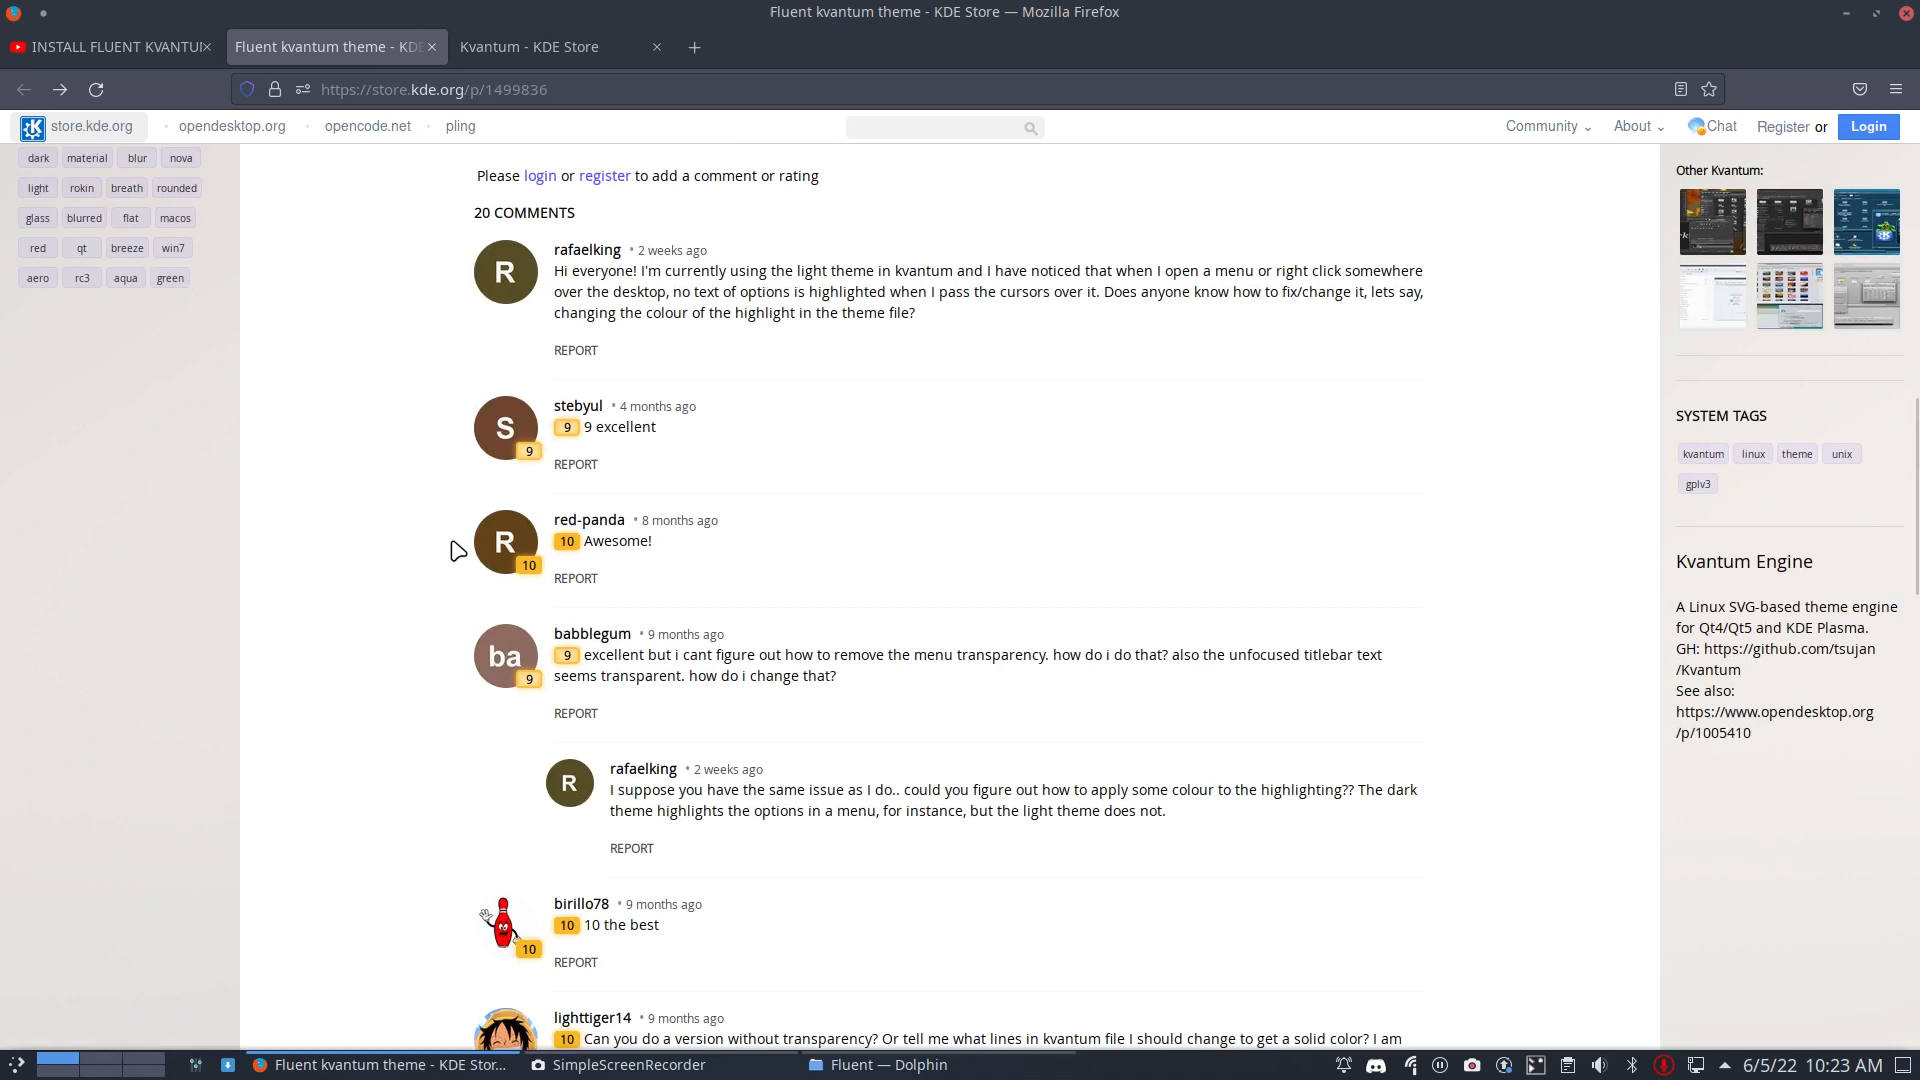 Fluent kvantum theme - KDE Store — Mozilla Firefox
INSTALL FLUENT KVANTUM
Fluent kvantum theme - KDE
Kvantum - KDE Store
https://store.kde.org/p/1499836
store.kde.org
opendesktop.org
opencode.net
pling
Community
About
Chat
Register or
Login
dark material blur nova
light rokin breath rounded
glass blurred flat macos
red qt breeze win7
aero rc3 aqua green
Please login or register to add a comment or rating
20 COMMENTS
R
rafaelking • 2 weeks ago
Hi everyone! I'm currently using the light theme in kvantum and I have noticed that when I open a menu or right click somewhere
over the desktop, no text of options is highlighted when I pass the cursors over it. Does anyone know how to fix/change it, lets say,
changing the colour of the highlight in the theme file?
REPORT
S
9
stebyul • 4 months ago
9 9 excellent
REPORT
R
10
red-panda • 8 months ago
10 Awesome!
REPORT
ba
9
babblegum • 9 months ago
9 excellent but i cant figure out how to remove the menu transparency. how do i do that? also the unfocused titlebar text
seems transparent. how do i change that?
REPORT
R
rafaelking • 2 weeks ago
I suppose you have the same issue as I do.. could you figure out how to apply some colour to the highlighting?? The dark
theme highlights the options in a menu, for instance, but the light theme does not.
REPORT
10
birillo78 • 9 months ago
10 10 the best
REPORT
lighttiger14 • 9 months ago
10 Can you do a version without transparency? Or tell me what lines in kvantum file I should change to get a solid color? I am
Other Kvantum:
SYSTEM TAGS
kvantum linux theme unix
gplv3
Kvantum Engine
A Linux SVG-based theme engine
for Qt4/Qt5 and KDE Plasma.
GH: https://github.com/tsujan
/Kvantum
See also:
https://www.opendesktop.org
/p/1005410
Fluent kvantum theme - KDE Stor...
SimpleScreenRecorder
Fluent — Dolphin
6/5/22 10:23 AM